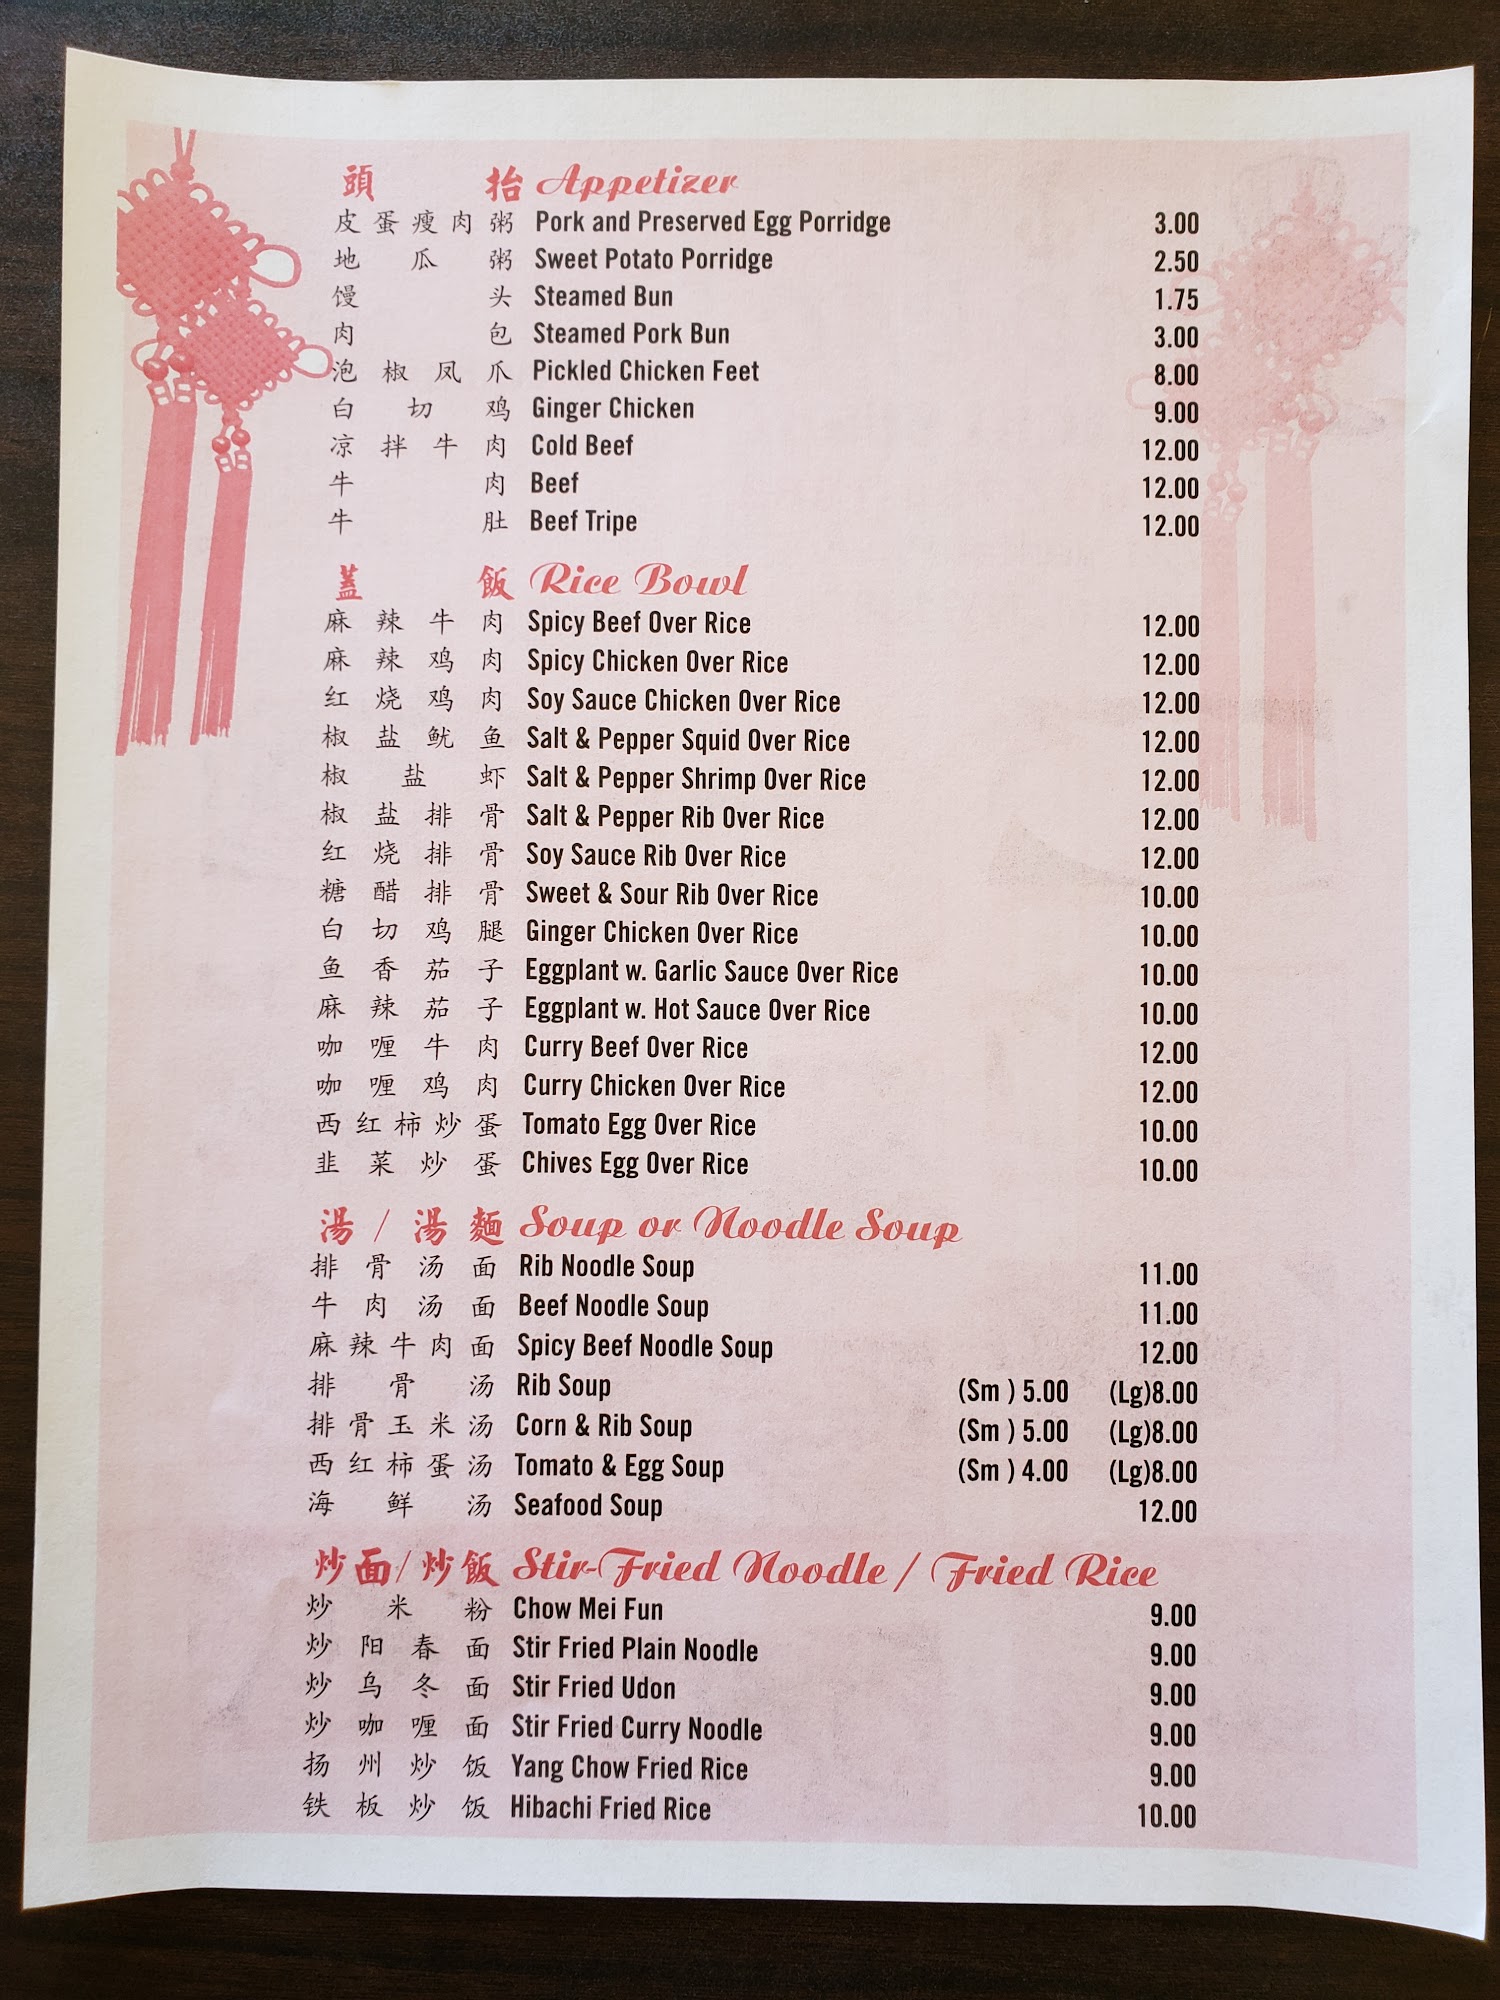 頭抬 Appetizer
皮蛋瘦肉粥 Pork and Preserved Egg Porridge 3.00
地瓜粥 Sweet Potato Porridge 2.50
馒头 Steamed Bun 1.75
肉包 Steamed Pork Bun 3.00
泡椒凤爪 Pickled Chicken Feet 8.00
白切鸡 Ginger Chicken 9.00
凉拌牛肉 Cold Beef 12.00
牛肉 Beef 12.00
牛肚 Beef Tripe 12.00
蓋飯 Rice Bowl
麻辣牛肉 Spicy Beef Over Rice 12.00
麻辣鸡肉 Spicy Chicken Over Rice 12.00
红烧鸡肉 Soy Sauce Chicken Over Rice 12.00
椒盐鱿鱼 Salt & Pepper Squid Over Rice 12.00
椒盐虾 Salt & Pepper Shrimp Over Rice 12.00
椒盐排骨 Salt & Pepper Rib Over Rice 12.00
红烧排骨 Soy Sauce Rib Over Rice 12.00
糖醋排骨 Sweet & Sour Rib Over Rice 10.00
白切鸡腿 Ginger Chicken Over Rice 10.00
鱼香茄子 Eggplant w. Garlic Sauce Over Rice 10.00
麻辣茄子 Eggplant w. Hot Sauce Over Rice 10.00
咖喱牛肉 Curry Beef Over Rice 12.00
咖喱鸡肉 Curry Chicken Over Rice 12.00
西红柿炒蛋 Tomato Egg Over Rice 10.00
韭菜炒蛋 Chives Egg Over Rice 10.00
湯/湯麵 Soup or Noodle Soup
排骨汤面 Rib Noodle Soup 11.00
牛肉汤面 Beef Noodle Soup 11.00
麻辣牛肉面 Spicy Beef Noodle Soup 12.00
排骨汤 Rib Soup (Sm ) 5.00 (Lg)8.00
排骨玉米汤 Corn & Rib Soup (Sm ) 5.00 (Lg)8.00
西红柿蛋汤 Tomato & Egg Soup (Sm ) 4.00 (Lg)8.00
海鲜汤 Seafood Soup 12.00
炒面/炒飯 Stir-Fried Noodle / Fried Rice
炒米粉 Chow Mei Fun 9.00
炒阳春面 Stir Fried Plain Noodle 9.00
炒乌冬面 Stir Fried Udon 9.00
炒咖喱面 Stir Fried Curry Noodle 9.00
扬州炒饭 Yang Chow Fried Rice 9.00
铁板炒饭 Hibachi Fried Rice 10.00